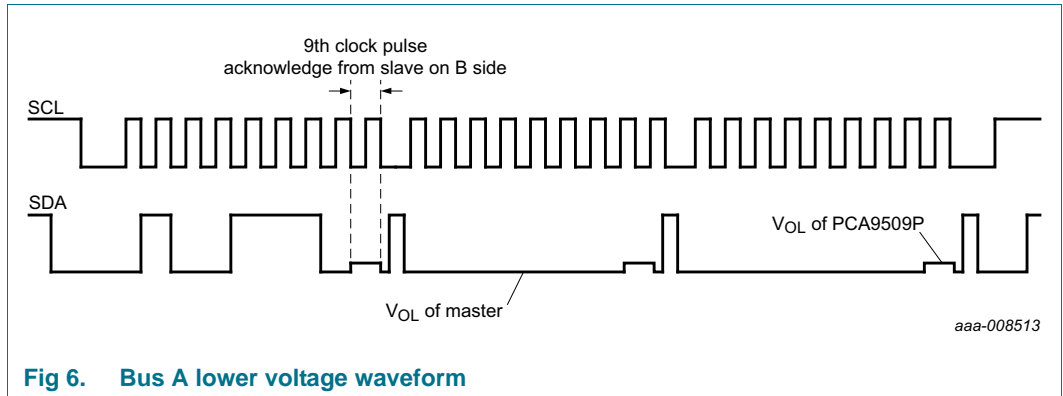 9th clock pulse
acknowledge from slave on B side
SCL
SDA
VOL of PCA9509P
VOL of master
aaa-008513
Fig 6. Bus A lower voltage waveform